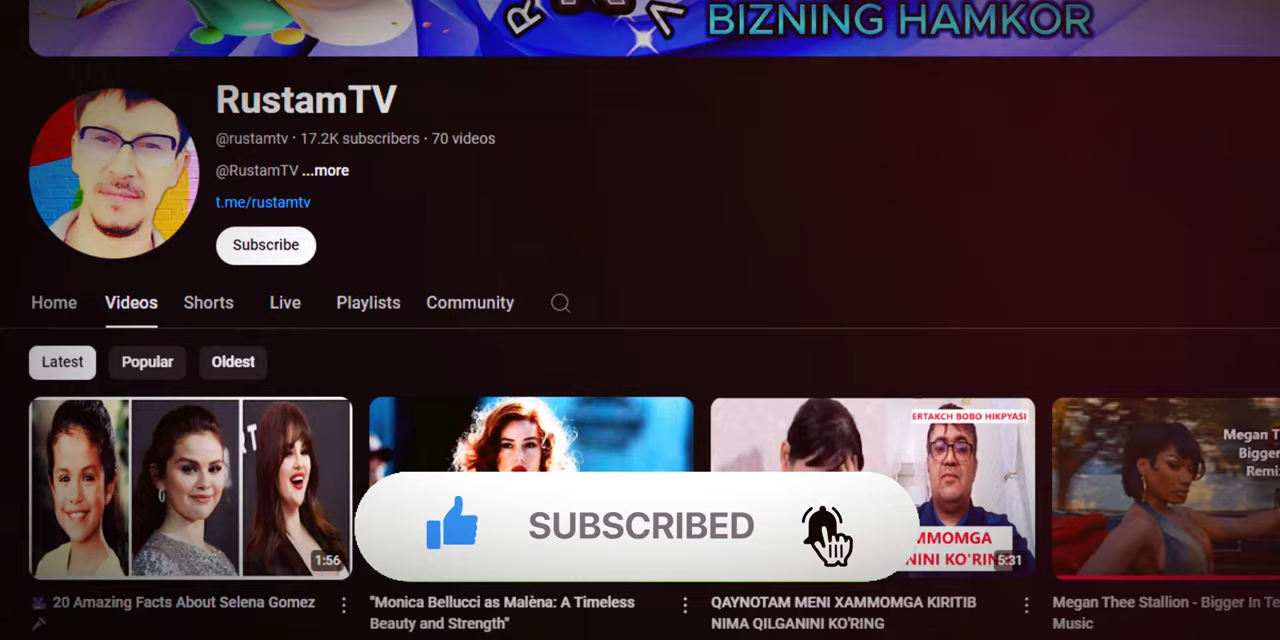 BIZNING HAMKOR
RustamTV
@rustamtv · 17.2K subscribers · 70 videos
@RustamTV ...more
t.me/rustamtv
Subscribe
Home Videos Shorts Live Playlists Community
Latest Popular Oldest
ERTAKCH BOBO HIKPYASI
Megan T
Bigger
Remi
1:56
SUBSCRIBED
MMOMGA
NINI KO'RIN
5:31
20 Amazing Facts About Selena Gomez
"Monica Bellucci as Malèna: A Timeless
Beauty and Strength"
QAYNOTAM MENI XAMMOMGA KIRITIB
NIMA QILGANINI KO'RING
Megan Thee Stallion - Bigger In Te
Music